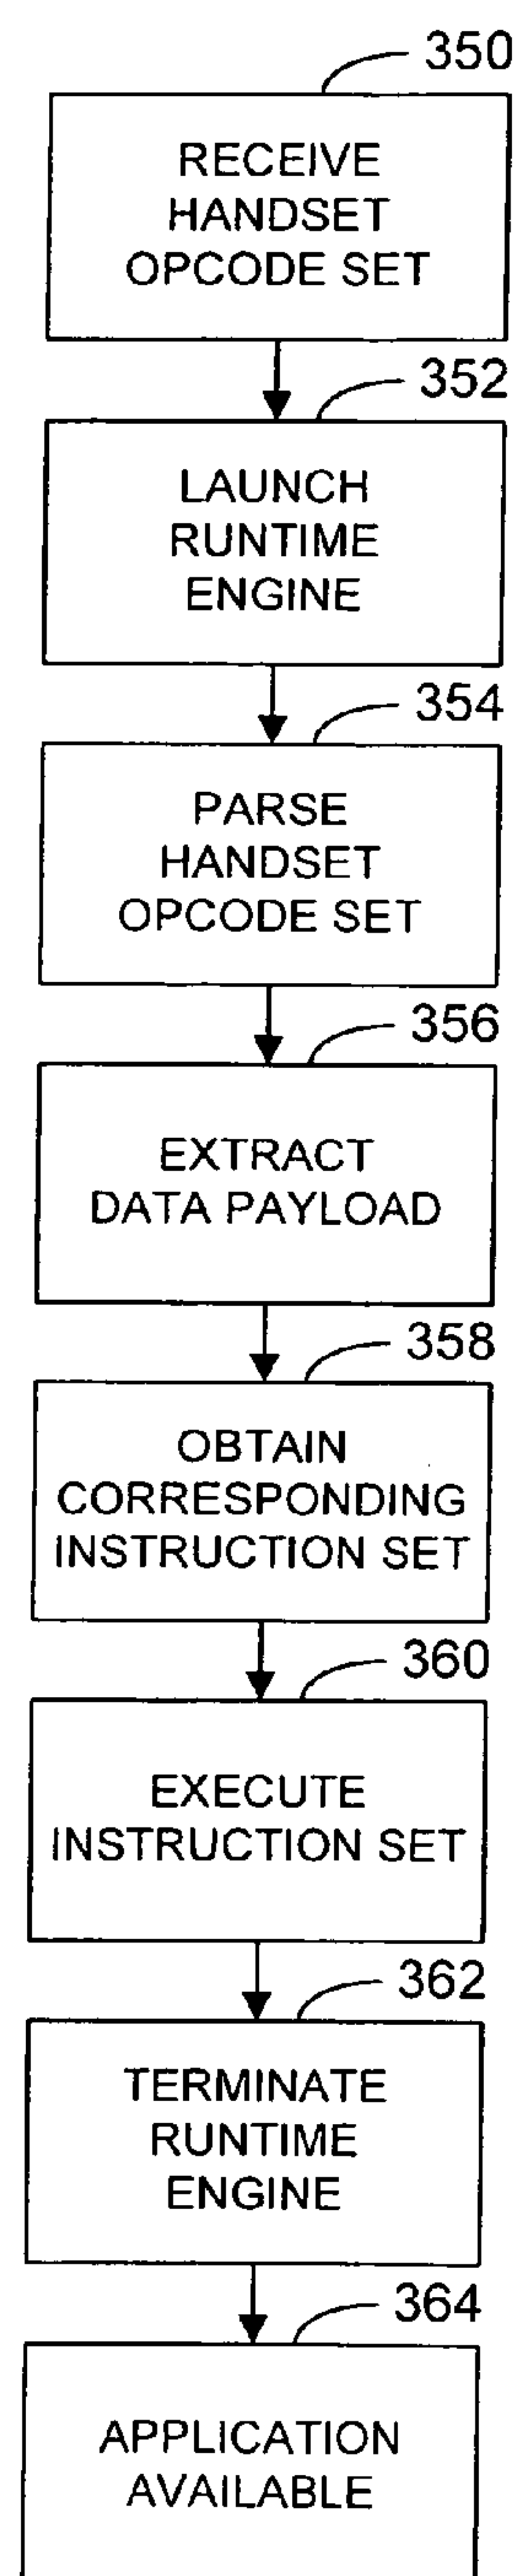 350
RECEIVE
HANDSET
OPCODE SET
352
LAUNCH
RUNTIME
ENGINE
354
PARSE
HANDSET
OPCODE SET
356
EXTRACT
DATA PAYLOAD
358
OBTAIN
CORRESPONDING
INSTRUCTION SET
360
EXECUTE
INSTRUCTION SET
362
TERMINATE
RUNTIME
ENGINE
364
APPLICATION
AVAILABLE